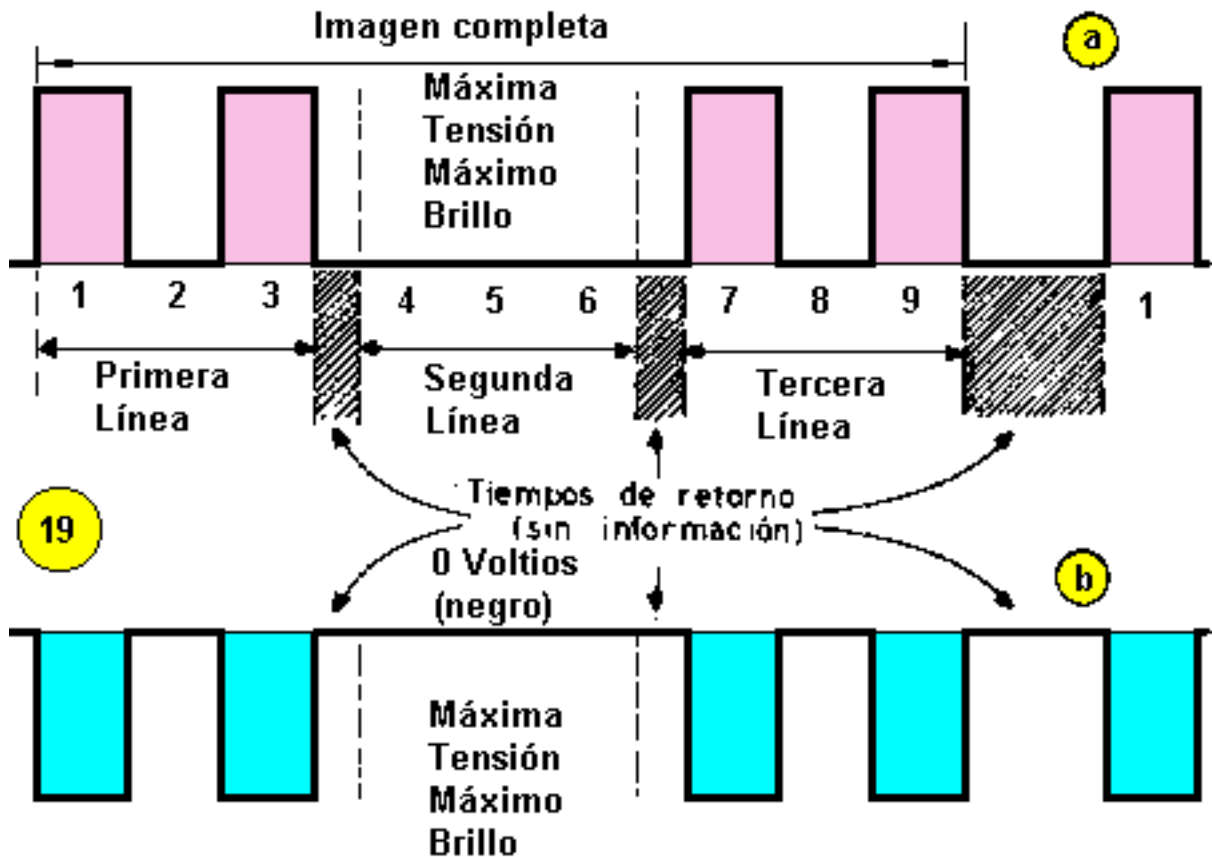 Imagen completa
a
Máxima
Tensión
Máximo
Brillo
1 2 3 4 5 6 7 8 9 1
Primera
Línea
Segunda
Línea
Tercera
Línea
Tiempos de retorno
(sin información)
19
0 Voltios
(negro)
b
Máxima
Tensión
Máximo
Brillo